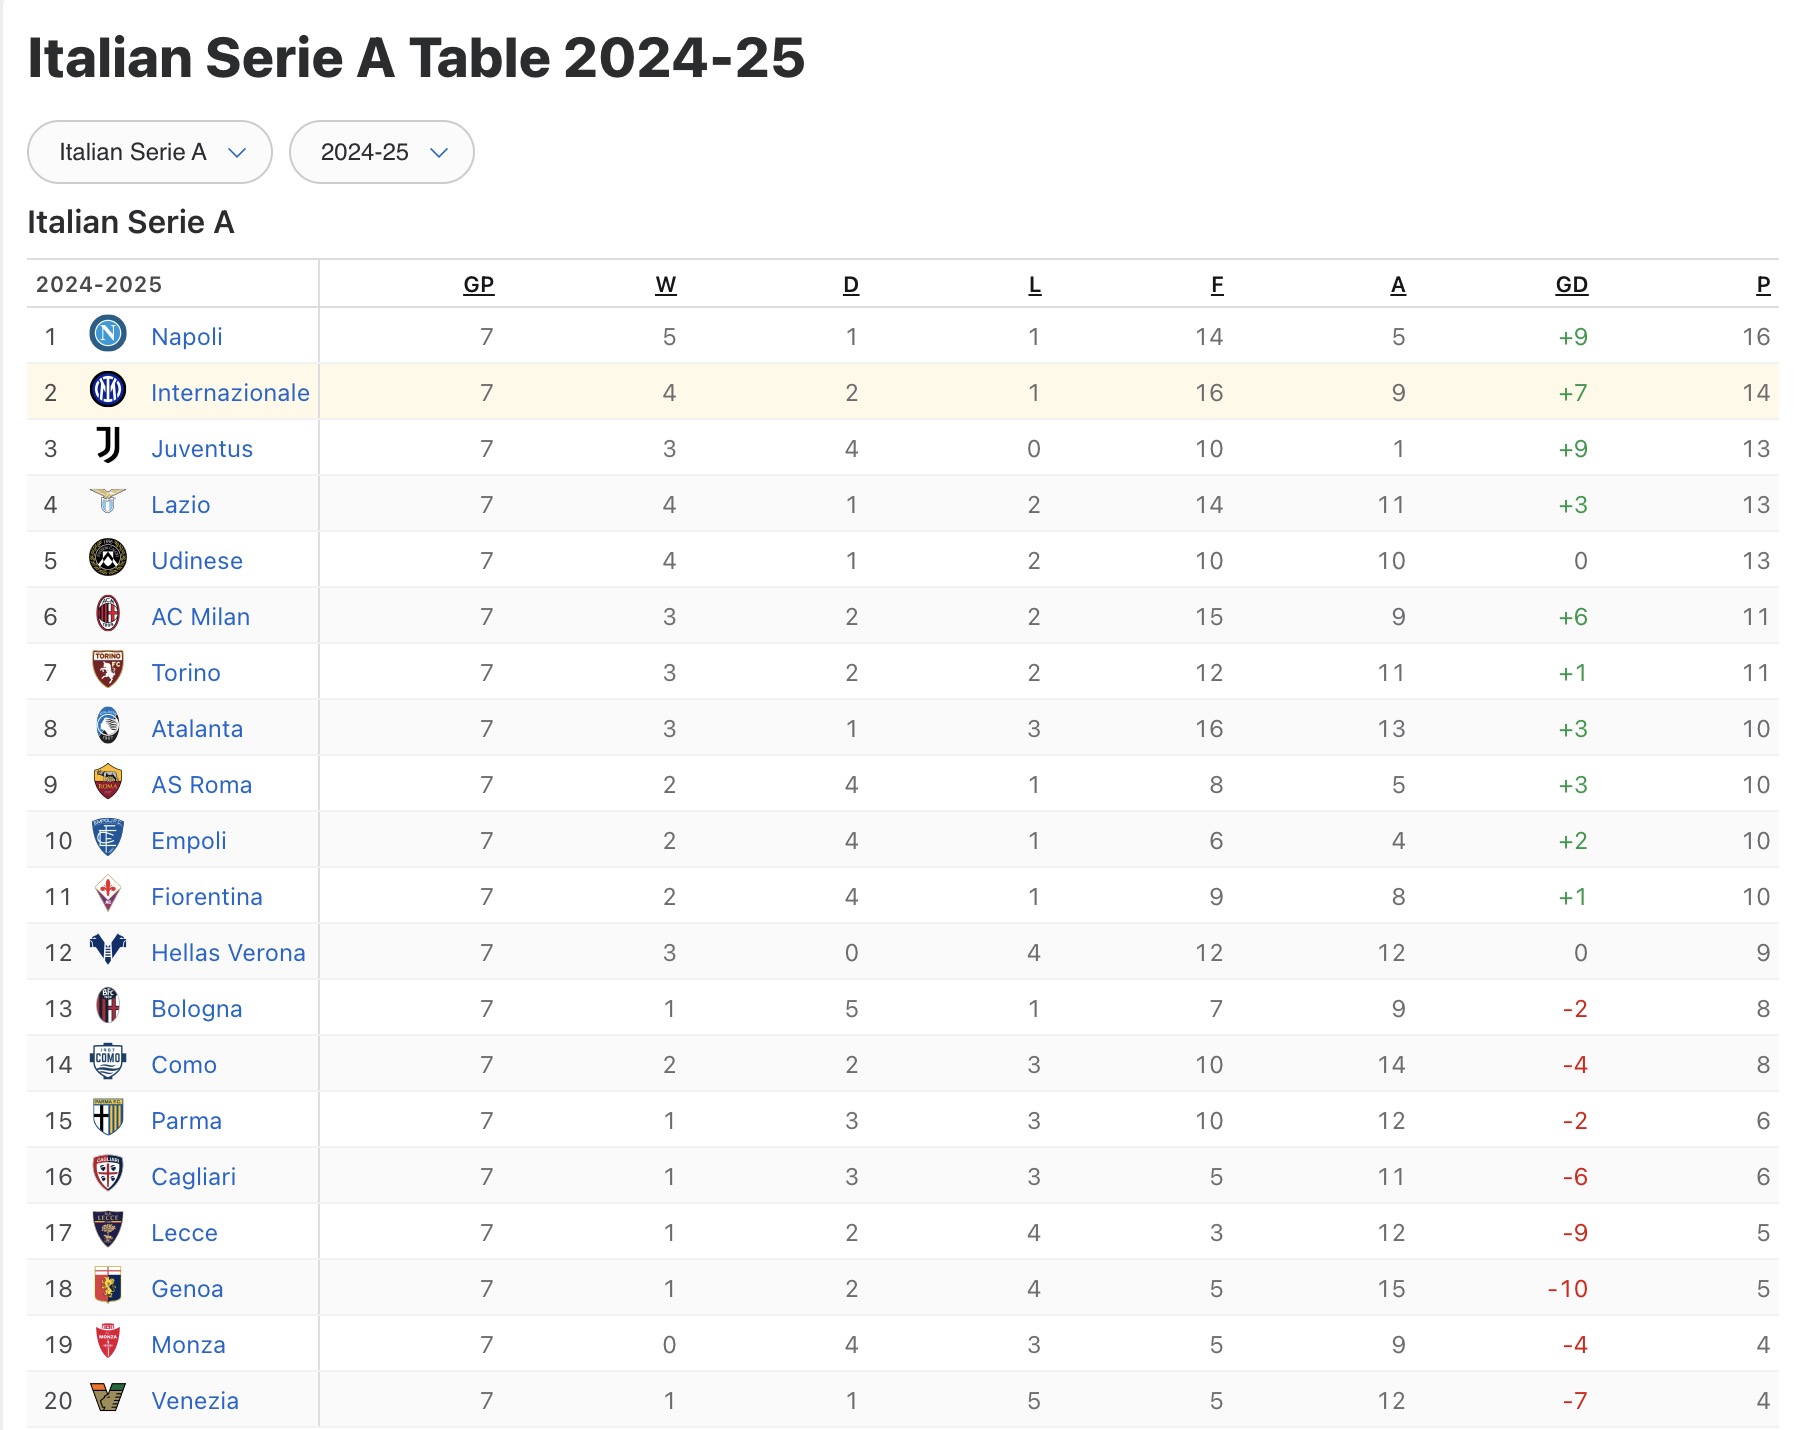 Italian Serie A Table 2024-25
Italian Serie A 2024-25
Italian Serie A
2024-2025 GP W D L F A GD P
1 Napoli 7 5 1 1 14 5 +9 16
2 Internazionale 7 4 2 1 16 9 +7 14
3 Juventus 7 3 4 0 10 1 +9 13
4 Lazio 7 4 1 2 14 11 +3 13
5 Udinese 7 4 1 2 10 10 0 13
6 AC Milan 7 3 2 2 15 9 +6 11
7 Torino 7 3 2 2 12 11 +1 11
8 Atalanta 7 3 1 3 16 13 +3 10
9 AS Roma 7 2 4 1 8 5 +3 10
10 Empoli 7 2 4 1 6 4 +2 10
11 Fiorentina 7 2 4 1 9 8 +1 10
12 Hellas Verona 7 3 0 4 12 12 0 9
13 Bologna 7 1 5 1 7 9 -2 8
14 Como 7 2 2 3 10 14 -4 8
15 Parma 7 1 3 3 10 12 -2 6
16 Cagliari 7 1 3 3 5 11 -6 6
17 Lecce 7 1 2 4 3 12 -9 5
18 Genoa 7 1 2 4 5 15 -10 5
19 Monza 7 0 4 3 5 9 -4 4
20 Venezia 7 1 1 5 5 12 -7 4